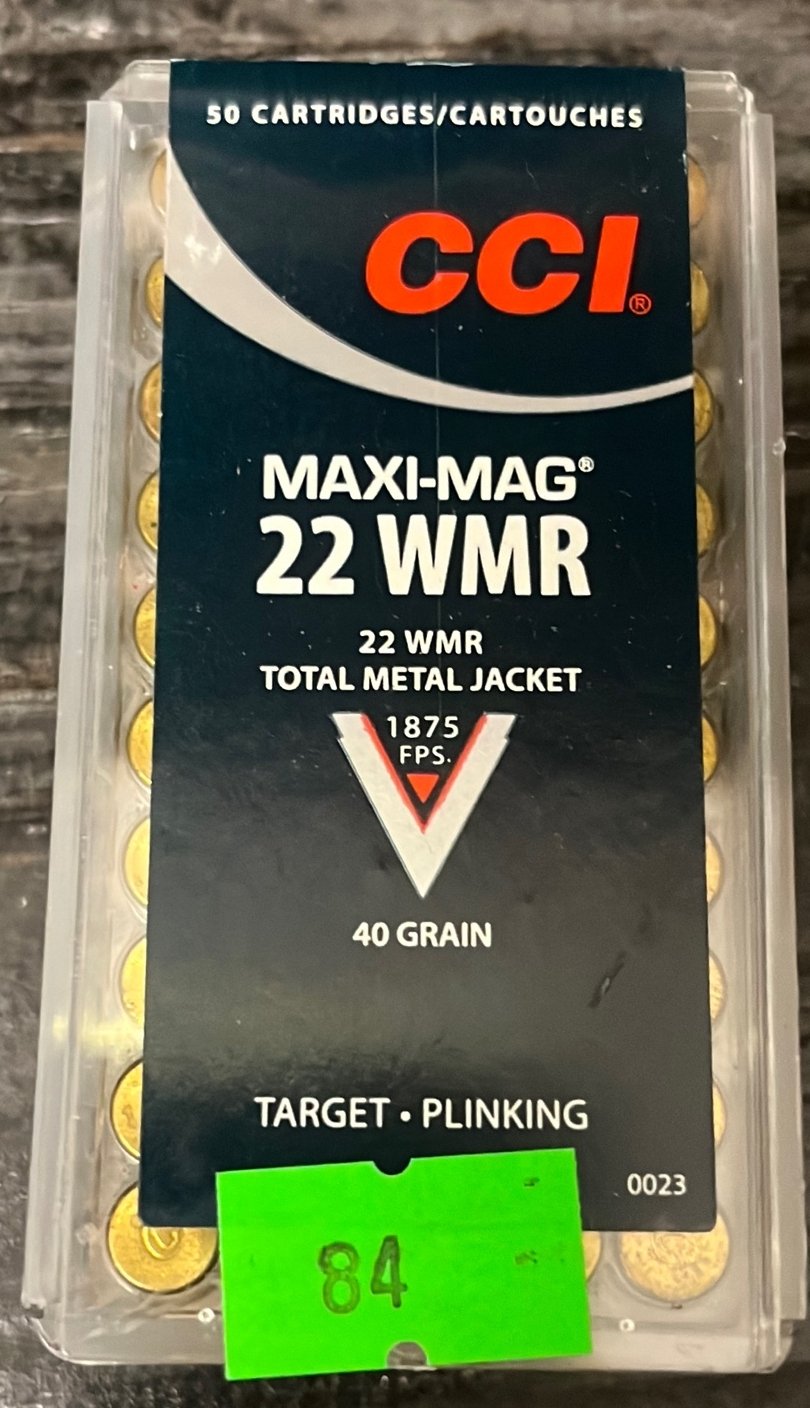 50 CARTRIDGES/CARTOUCHES
CCI®
MAXI-MAG®
22 WMR
22 WMR
TOTAL METAL JACKET
1875
FPS.
40 GRAIN
TARGET • PLINKING
0023
84